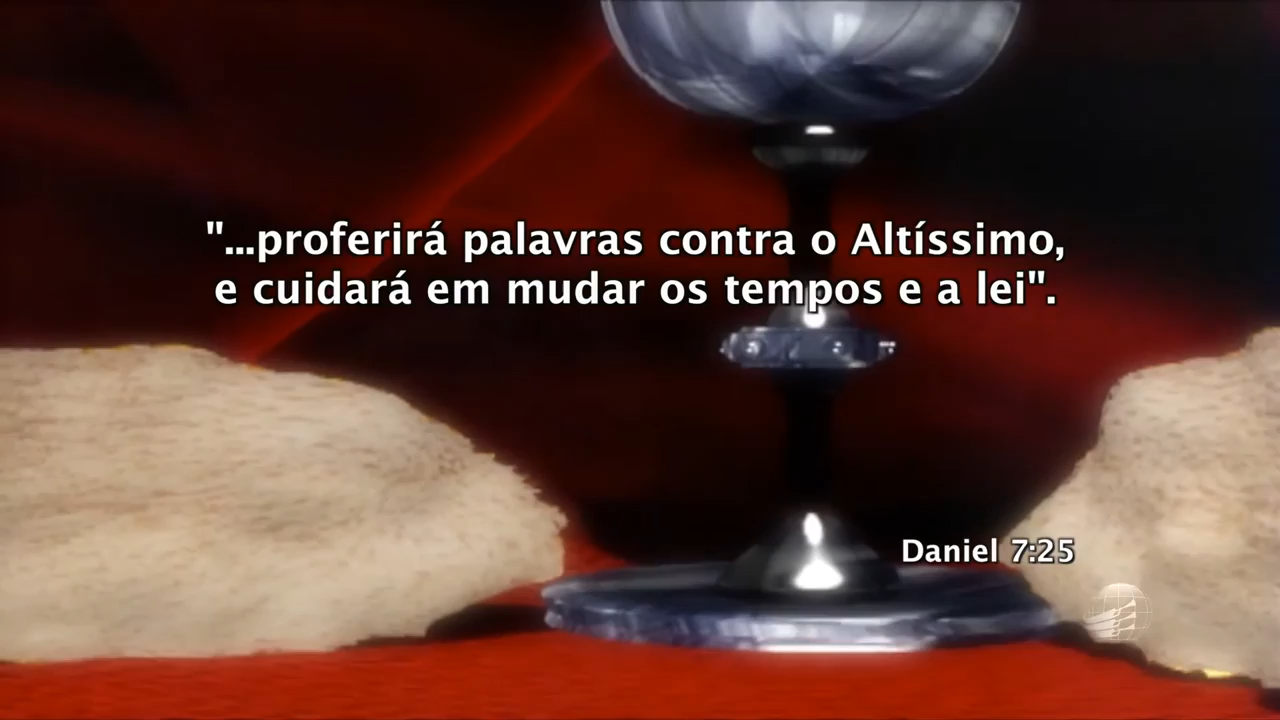 "...proferirá palavras contra o Altíssimo,
e cuidará em mudar os tempos e a lei".
Daniel 7:25